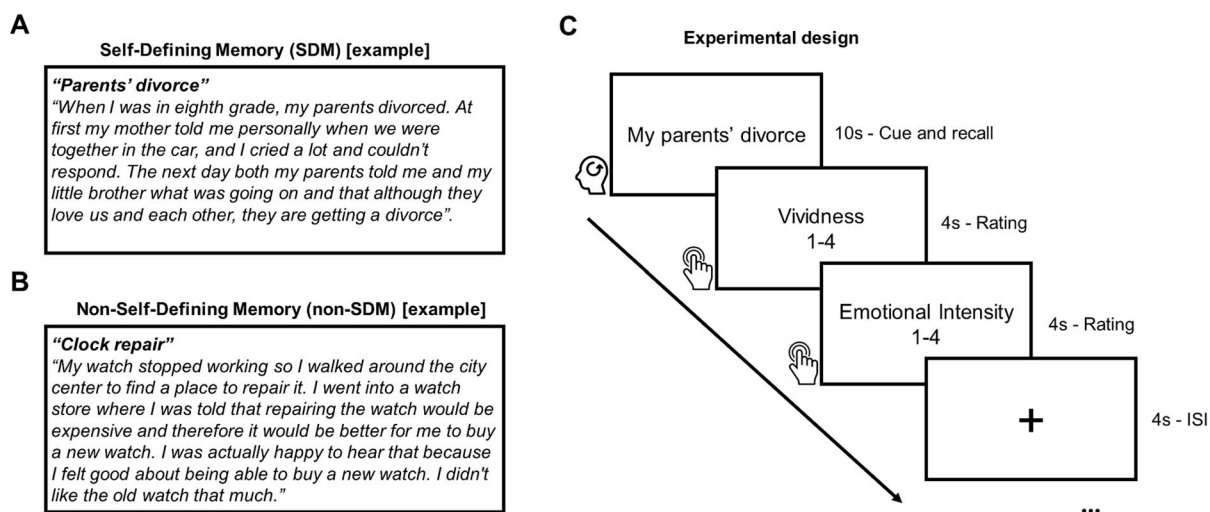 A
Self-Defining Memory (SDM) [example]
“Parents’ divorce”
“When I was in eighth grade, my parents divorced. At
first my mother told me personally when we were
together in the car, and I cried a lot and couldn’t
respond. The next day both my parents told me and my
little brother what was going on and that although they
love us and each other, they are getting a divorce”.
B
Non-Self-Defining Memory (non-SDM) [example]
“Clock repair”
“My watch stopped working so I walked around the city
center to find a place to repair it. I went into a watch
store where I was told that repairing the watch would be
expensive and therefore it would be better for me to buy
a new watch. I was actually happy to hear that because
I felt good about being able to buy a new watch. I didn't
like the old watch that much.”
C
Experimental design
My parents’ divorce
10s - Cue and recall
Vividness
1-4
4s - Rating
Emotional Intensity
1-4
4s - Rating
+
4s - ISI
...